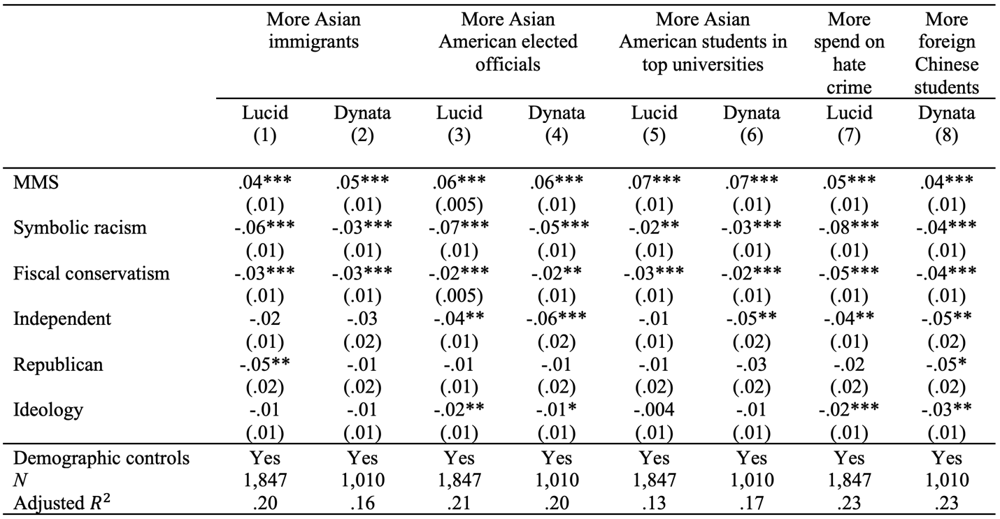 More Asian immigrants More Asian American elected officials More Asian American students in top universities More spend on hate crime More foreign Chinese students
Lucid Dynata Lucid Dynata Lucid Dynata Lucid Dynata
(1) (2) (3) (4) (5) (6) (7) (8)
MMS .04*** .05*** .06*** .06*** .07*** .07*** .05*** .04***
(.01) (.01) (.005) (.01) (.01) (.01) (.01) (.01)
Symbolic racism -.06*** -.03*** -.07*** -.05*** -.02** -.03*** -.08*** -.04***
(.01) (.01) (.01) (.01) (.01) (.01) (.01) (.01)
Fiscal conservatism -.03*** -.03*** -.02*** -.02** -.03*** -.02*** -.05*** -.04***
(.01) (.01) (.005) (.01) (.01) (.01) (.01) (.01)
Independent -.02 -.03 -.04** -.06*** -.01 -.05** -.04** -.05**
(.01) (.02) (.01) (.02) (.01) (.02) (.01) (.02)
Republican -.05** -.01 -.01 -.01 -.01 -.03 -.02 -.05*
(.02) (.02) (.01) (.02) (.02) (.02) (.02) (.02)
Ideology -.01 -.01 -.02** -.01* -.004 -.01 -.02*** -.03**
(.01) (.01) (.01) (.01) (.01) (.01) (.01) (.01)
Demographic controls Yes Yes Yes Yes Yes Yes Yes Yes
N 1,847 1,010 1,847 1,010 1,847 1,010 1,847 1,010
Adjusted R² .20 .16 .21 .20 .13 .17 .23 .23